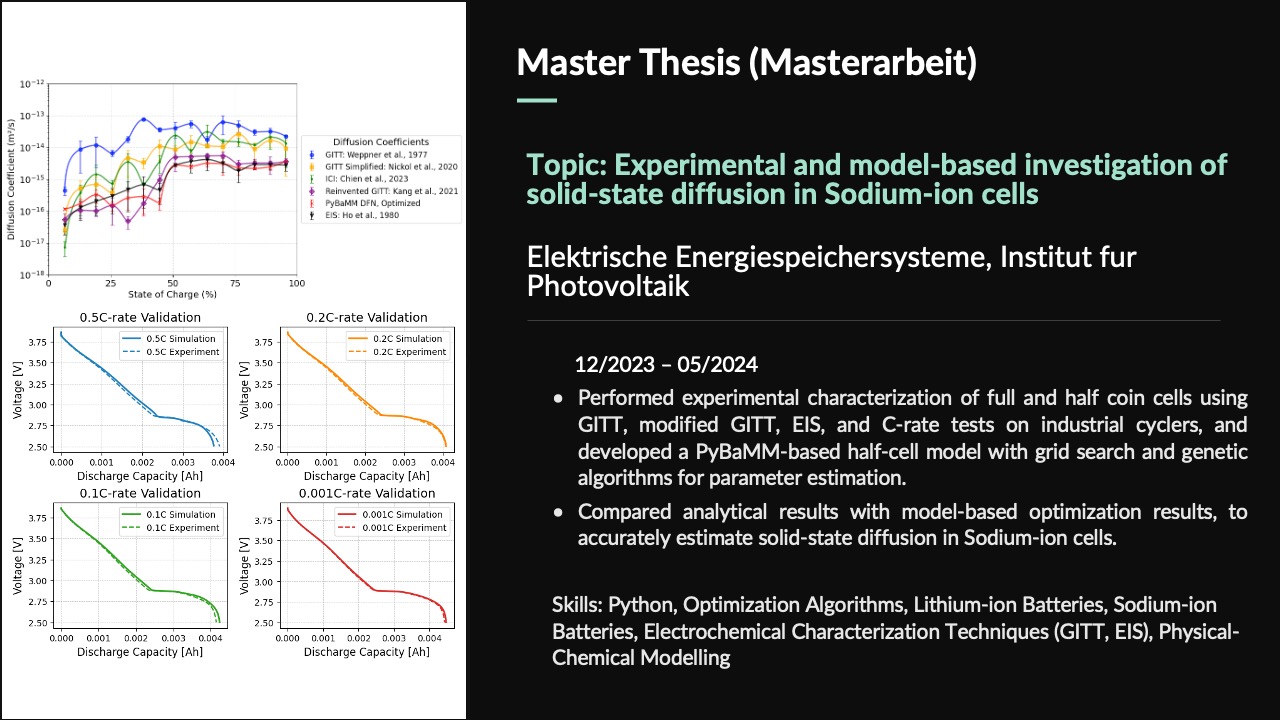 Master Thesis (Masterarbeit)
Topic: Experimental and model-based investigation of
solid-state diffusion in Sodium-ion cells
Elektrische Energiespeichersysteme, Institut fur
Photovoltaik
12/2023 – 05/2024
● Performed experimental characterization of full and half coin cells using
GITT, modified GITT, EIS, and C-rate tests on industrial cyclers, and
developed a PyBaMM-based half-cell model with grid search and genetic
algorithms for parameter estimation.
● Compared analytical results with model-based optimization results, to
accurately estimate solid-state diffusion in Sodium-ion cells.
Skills: Python, Optimization Algorithms, Lithium-ion Batteries, Sodium-ion
Batteries, Electrochemical Characterization Techniques (GITT, EIS), Physical-
Chemical Modelling
Diffusion Coefficient (m²/s)
10⁻¹²
10⁻¹³
10⁻¹⁴
10⁻¹⁵
10⁻¹⁶
10⁻¹⁷
10⁻¹⁸
0 25 50 75 100
State of Charge (%)
Diffusion Coefficients
GITT: Weppner et al., 1977
GITT Simplified: Nickol et al., 2020
ICI: Chien et al., 2023
Reinvented GITT: Kang et al., 2021
PyBaMM DFN, Optimized
EIS: Ho et al., 1980
0.5C-rate Validation
0.5C Simulation
0.5C Experiment
Voltage [V]
3.75
3.50
3.25
3.00
2.75
2.50
0.000 0.001 0.002 0.003 0.004
Discharge Capacity [Ah]
0.2C-rate Validation
0.2C Simulation
0.2C Experiment
Voltage [V]
3.75
3.50
3.25
3.00
2.75
2.50
0.000 0.001 0.002 0.003 0.004
Discharge Capacity [Ah]
0.1C-rate Validation
0.1C Simulation
0.1C Experiment
Voltage [V]
3.75
3.50
3.25
3.00
2.75
2.50
0.000 0.001 0.002 0.003 0.004
Discharge Capacity [Ah]
0.001C-rate Validation
0.001C Simulation
0.001C Experiment
Voltage [V]
3.75
3.50
3.25
3.00
2.75
2.50
0.000 0.001 0.002 0.003 0.004
Discharge Capacity [Ah]